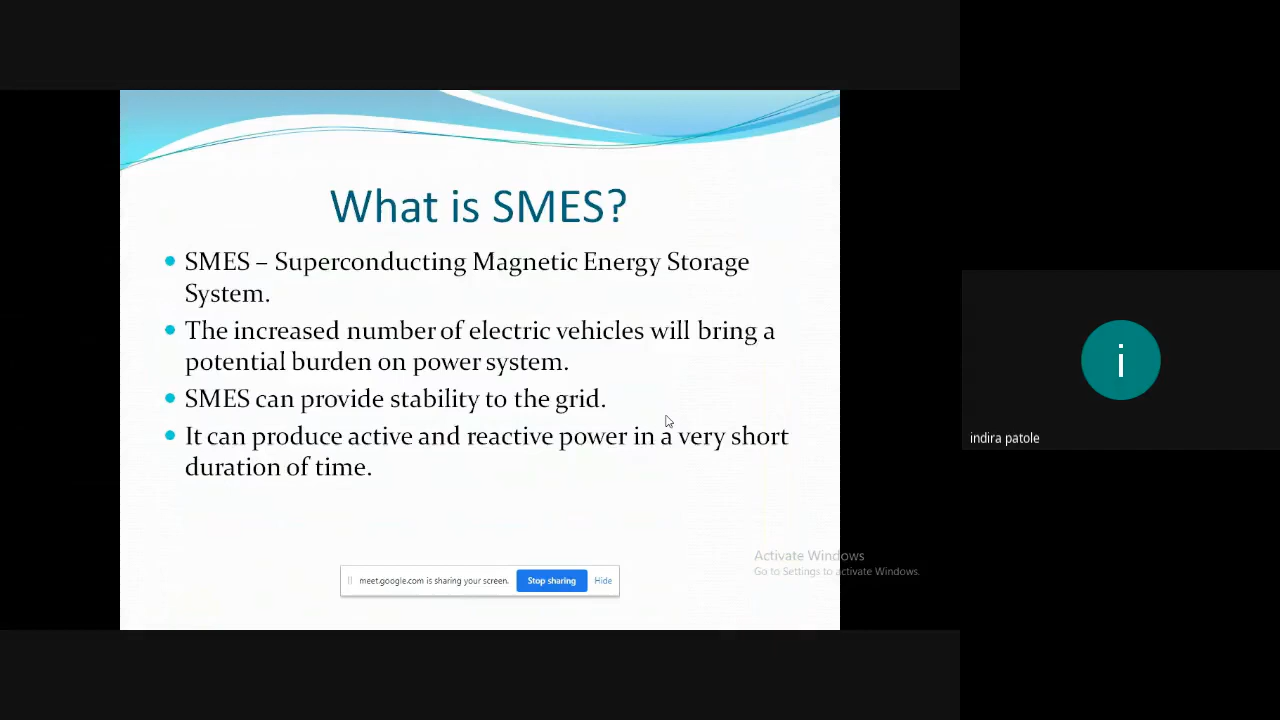 What is SMES?
SMES – Superconducting Magnetic Energy Storage
System.
The increased number of electric vehicles will bring a
potential burden on power system.
SMES can provide stability to the grid.
It can produce active and reactive power in a very short
duration of time.
Activate Windows
Go to Settings to activate Windows.
meet.google.com is sharing your screen. Stop sharing Hide
i
indira patole